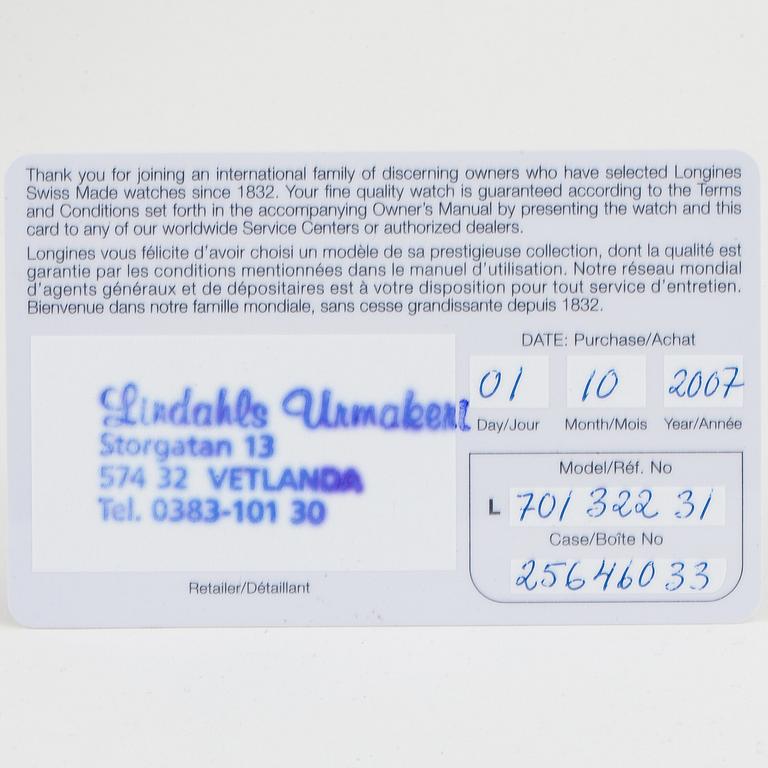 Thank you for joining an international family of discerning owners who have selected Longines
Swiss Made watches since 1832. Your fine quality watch is guaranteed according to the Terms
and Conditions set forth in the accompanying Owner's Manual by presenting the watch and this
card to any of our worldwide Service Centers or authorized dealers.
Longines vous félicite d'avoir choisi un modèle de sa prestigieuse collection, dont la qualité est
garantie par les conditions mentionnées dans le manuel d'utilisation. Notre réseau mondial
d'agents généraux et de dépositaires est à votre disposition pour tout service d'entretien.
Bienvenue dans notre famille mondiale, sans cesse grandissante depuis 1832.
Lindahls Urmakeri
Storgatan 13
574 32 VETLANDA
Tel. 0383-101 30
Retailer/Détaillant
DATE: Purchase/Achat
01 10 2007
Day/Jour Month/Mois Year/Année
Model/Réf. No
L 701 322 31
Case/Boîte No
25646033